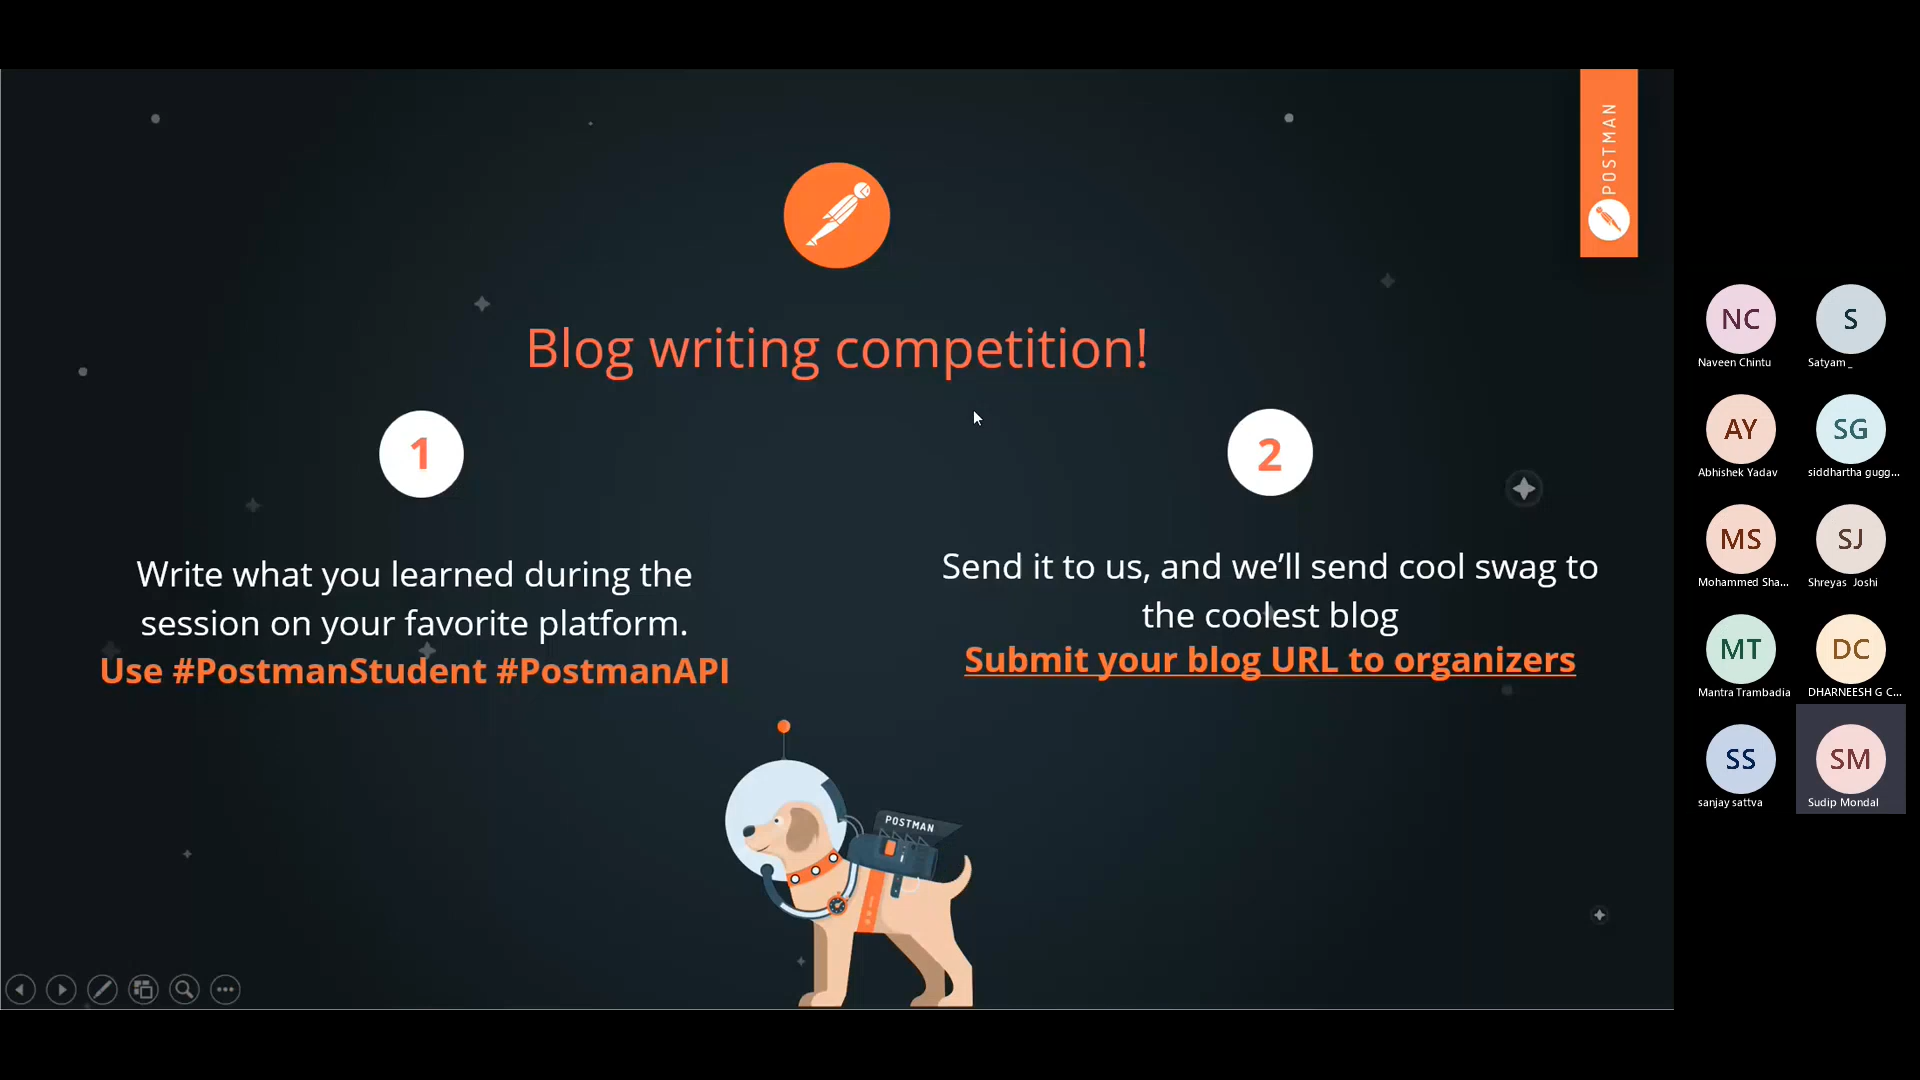 POSTMAN
Blog writing competition!
1
Write what you learned during the
session on your favorite platform.
Use #PostmanStudent #PostmanAPI
2
Send it to us, and we’ll send cool swag to
the coolest blog
Submit your blog URL to organizers
POSTMAN
NC
Naveen Chintu
S
Satyam _
AY
Abhishek Yadav
SG
siddhartha gugg...
MS
Mohammed Sha...
SJ
Shreyas Joshi
MT
Mantra Trambadia
DC
DHARNEESH G C...
SS
sanjay sattva
SM
Sudip Mondal